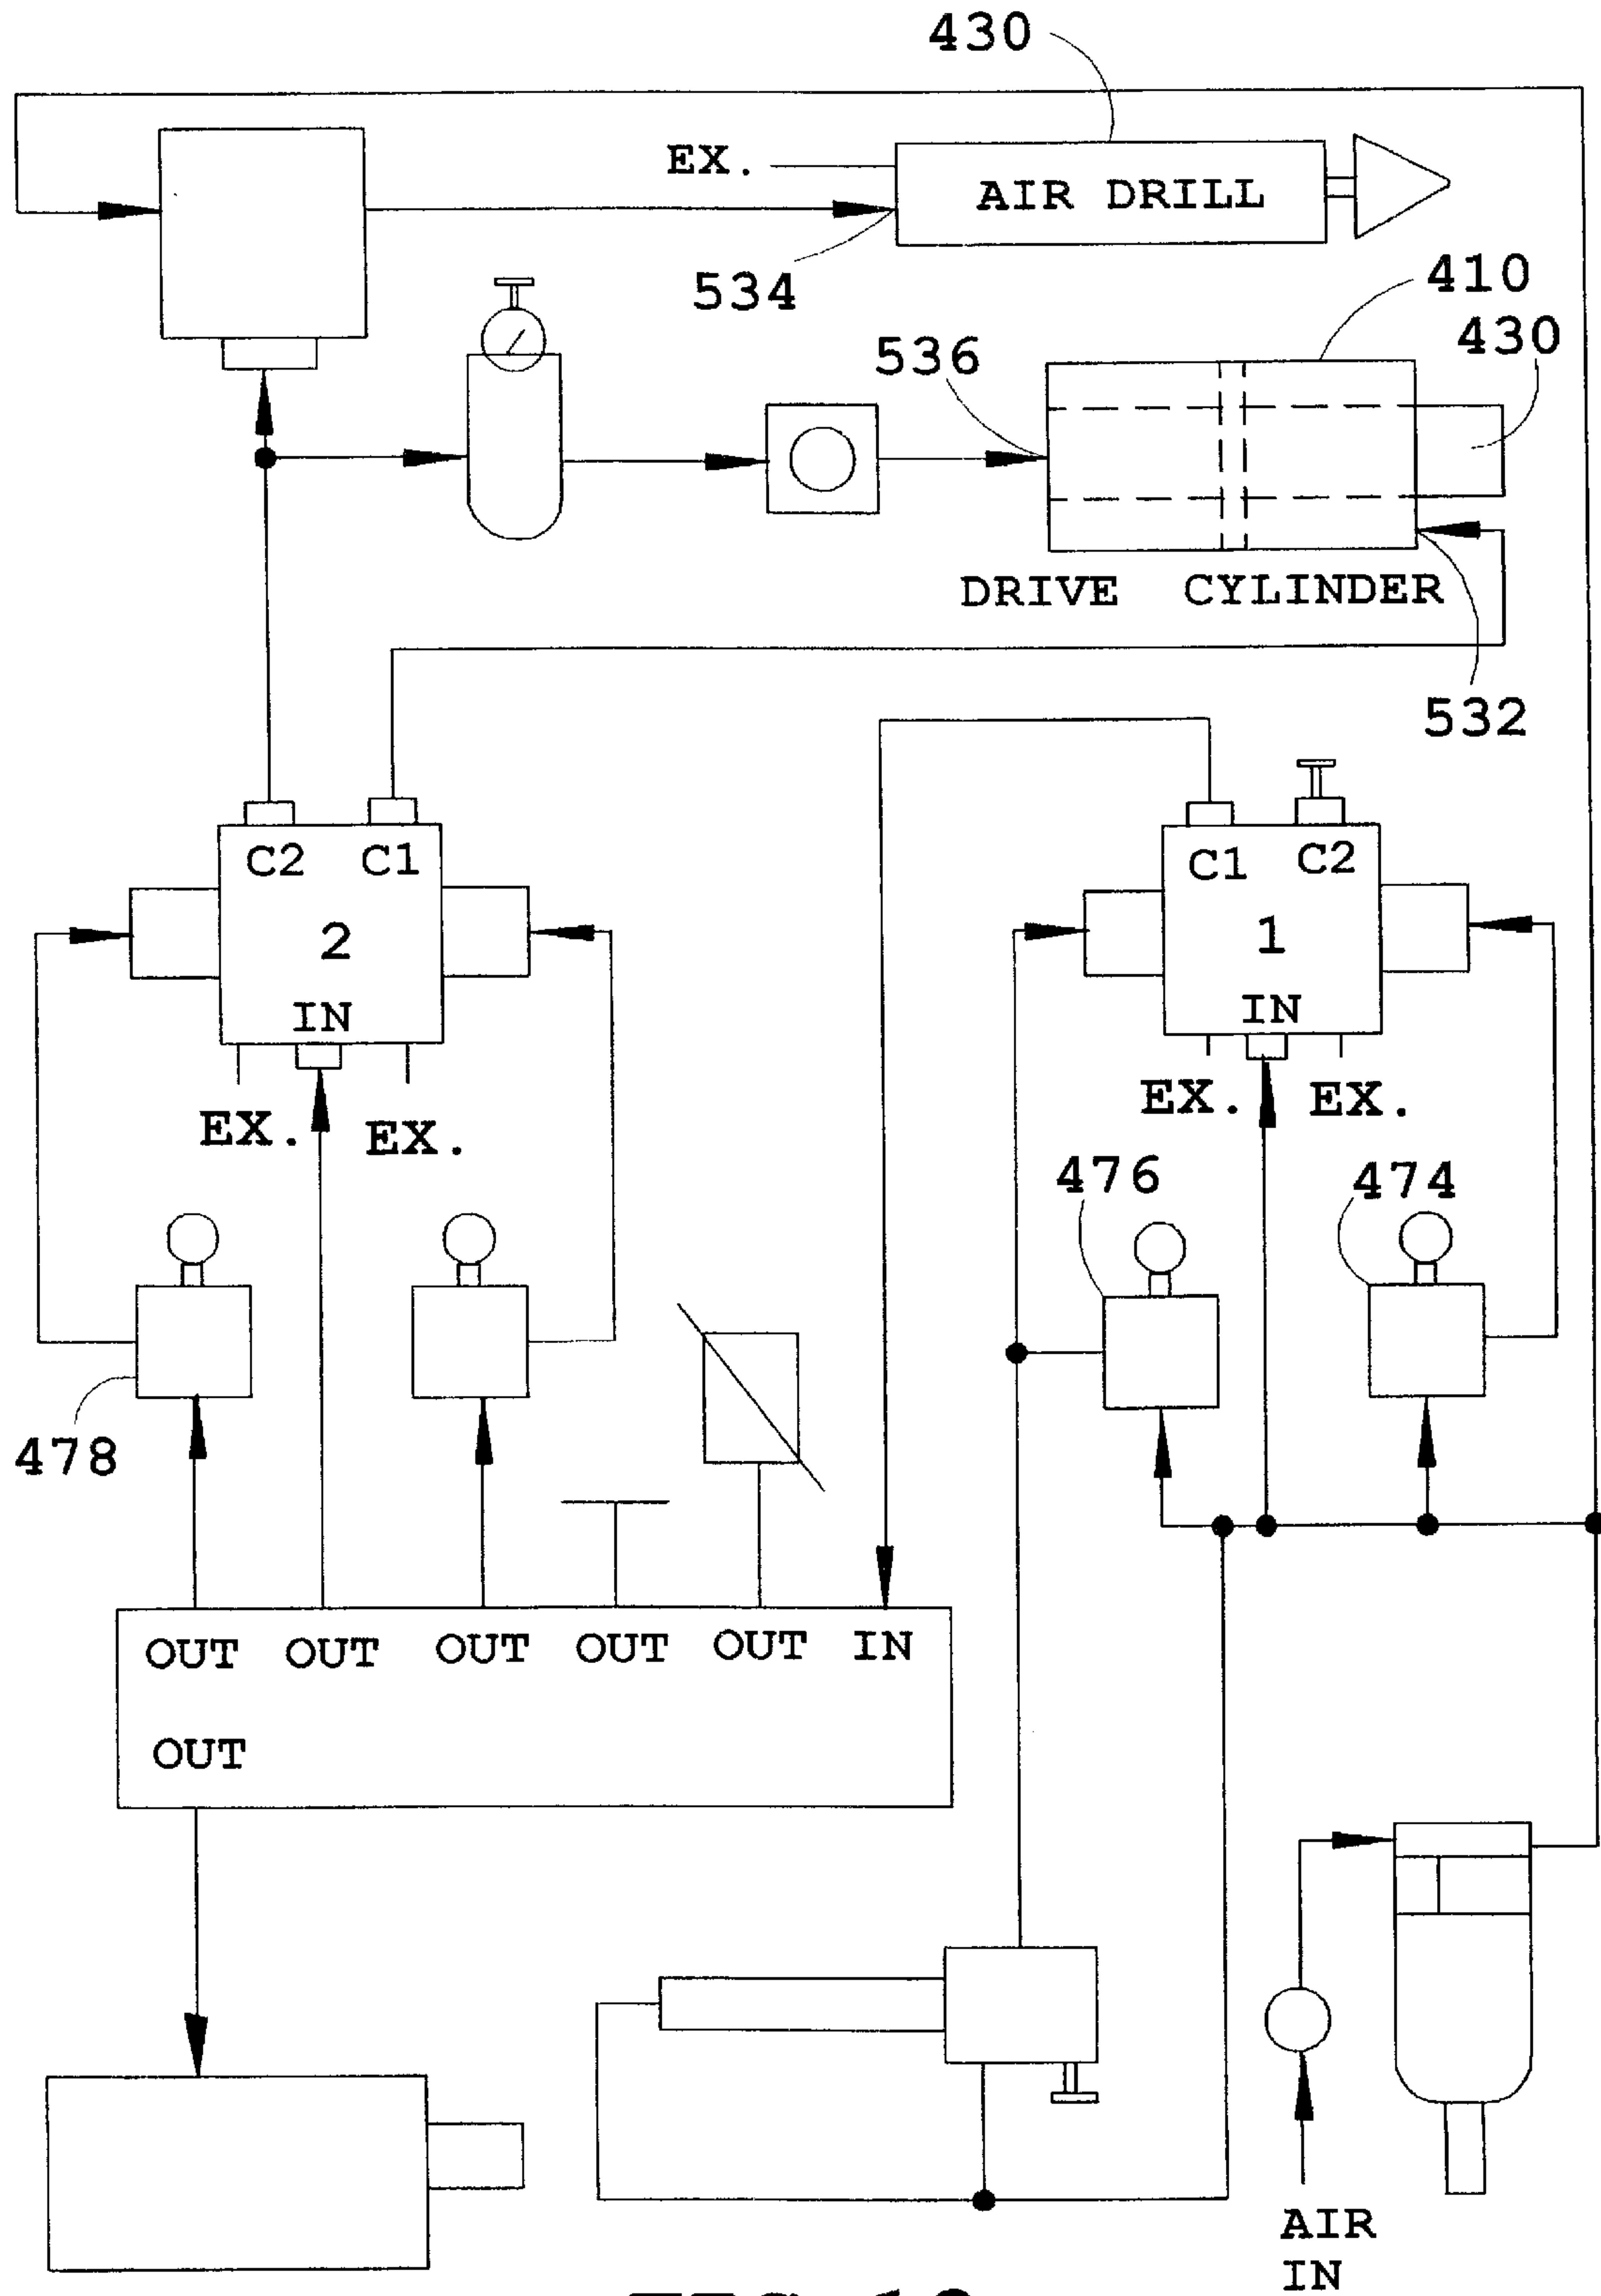 430
EX.
AIR DRILL
534
410
430
536
DRIVE CYLINDER
532
C2 C1
2
IN
EX. EX.
C1 C2
1
IN
EX. EX.
476
474
478
OUT OUT OUT OUT OUT IN
OUT
AIR
IN